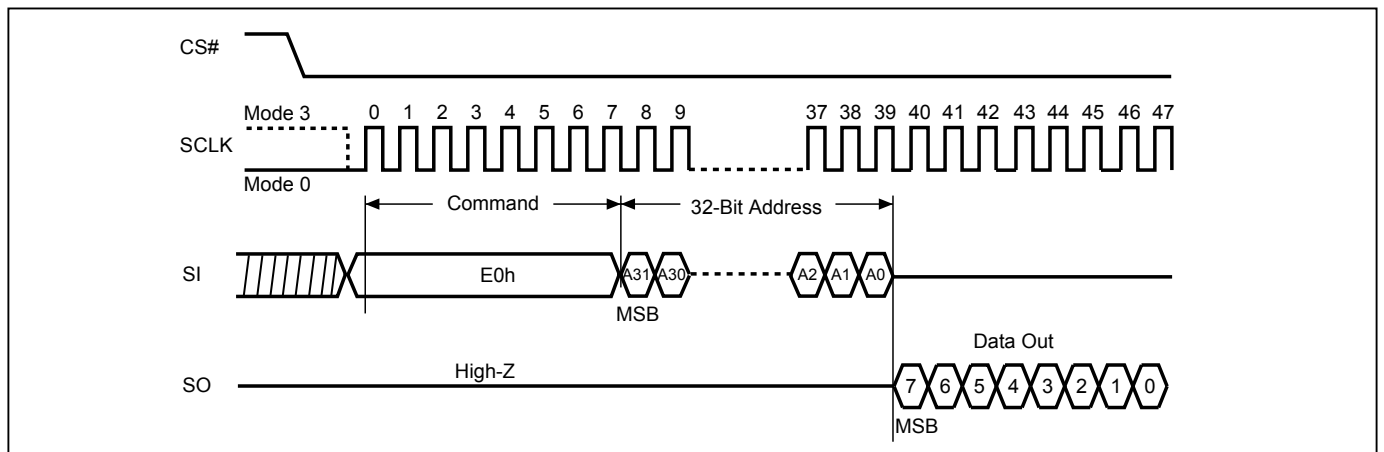 CS#
Mode 3
0 1 2 3 4 5 6 7 8 9 37 38 39 40 41 42 43 44 45 46 47
SCLK
Mode 0
Command 32-Bit Address
SI E0h A31 A30 A2 A1 A0
MSB
Data Out
High-Z
SO 7 6 5 4 3 2 1 0
MSB